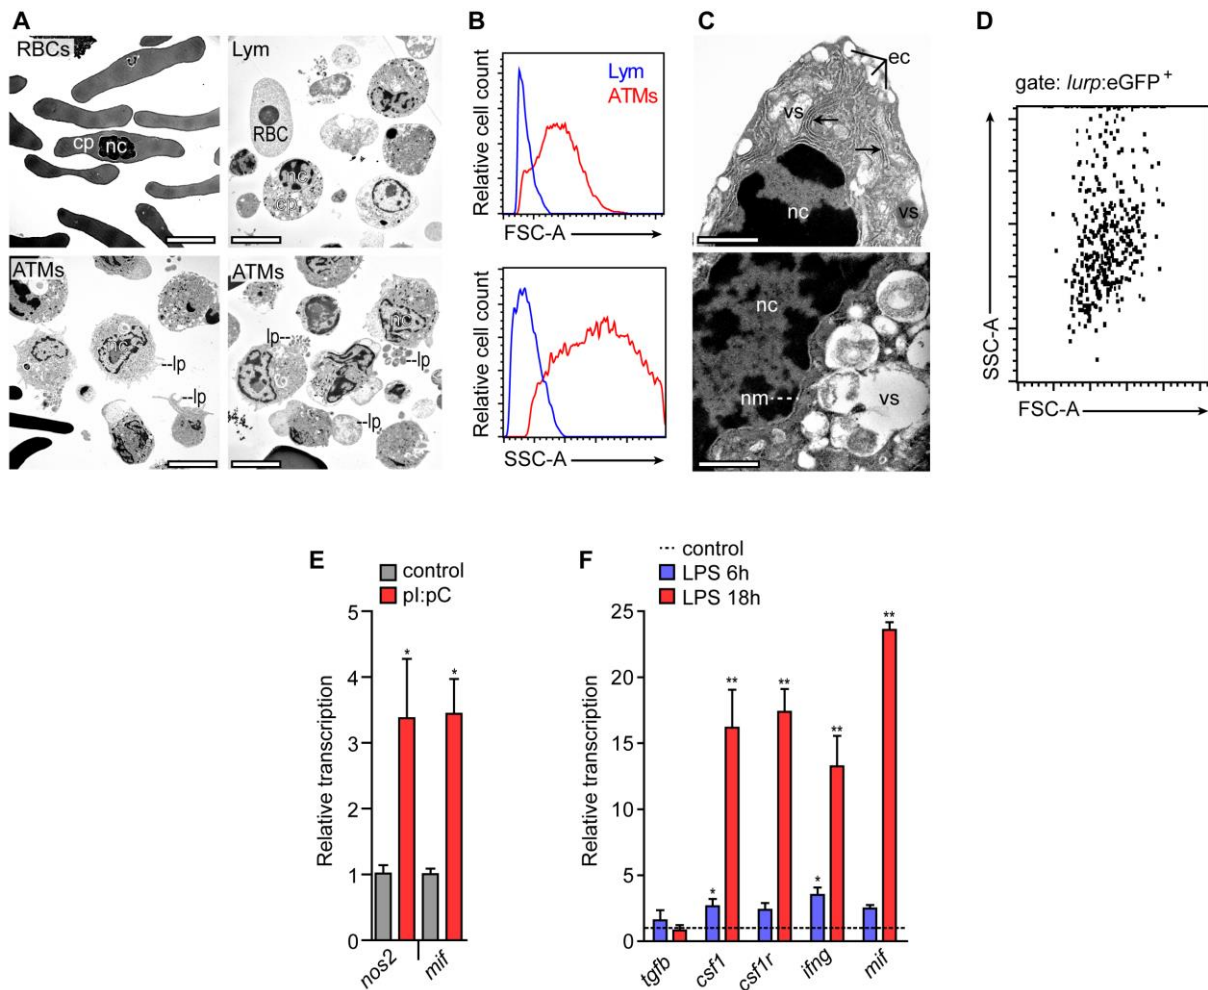 A
RBCs
cp
nc
Lym
RBC
nc
cp
ATMs
nc
--lp
--lp
ATMs
nc
lp--
--lp
--lp
B
Lym
ATMs
Relative cell count
FSC-A
Relative cell count
SSC-A
C
ec
vs
nc
vs
nc
nm
vs
D
gate: lurp:eGFP+
SSC-A
FSC-A
E
control
pI:pC
Relative transcription
5
4
3
2
1
0
*
*
nos2
mif
F
control
LPS 6h
LPS 18h
Relative transcription
25
20
15
10
5
0
*
**
**
*
**
**
tgfb
csf1
csf1r
ifng
mif